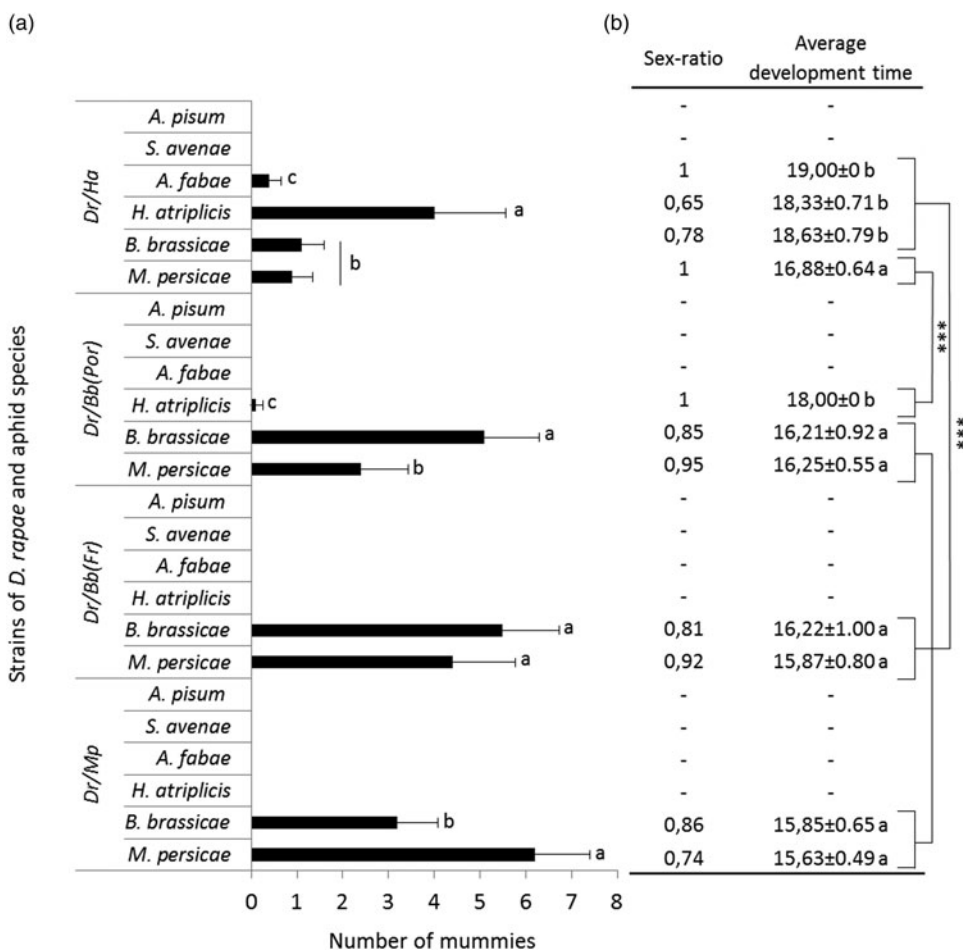 (a)
(b)
Sex-ratio
Average development time
Strains of D. rapae and aphid species
Dr/Ha
A. pisum - -
S. avenae - -
A. fabae c 1 19,00±0 b
H. atriplicis a 0,65 18,33±0.71 b
B. brassicae 0,78 18,63±0.79 b
b
M. persicae 1 16,88±0.64 a
Dr/Bb(Por)
A. pisum - -
S. avenae - -
A. fabae - -
H. atriplicis c 1 18,00±0 b
B. brassicae a 0,85 16,21±0.92 a
M. persicae b 0,95 16,25±0.55 a
Dr/Bb(Fr)
A. pisum - -
S. avenae - -
A. fabae - -
H. atriplicis - -
B. brassicae a 0,81 16,22±1.00 a
M. persicae a 0,92 15,87±0.80 a
Dr/Mp
A. pisum - -
S. avenae - -
A. fabae - -
H. atriplicis - -
B. brassicae b 0,86 15,85±0.65 a
M. persicae a 0,74 15,63±0.49 a
***
***
0 1 2 3 4 5 6 7 8
Number of mummies